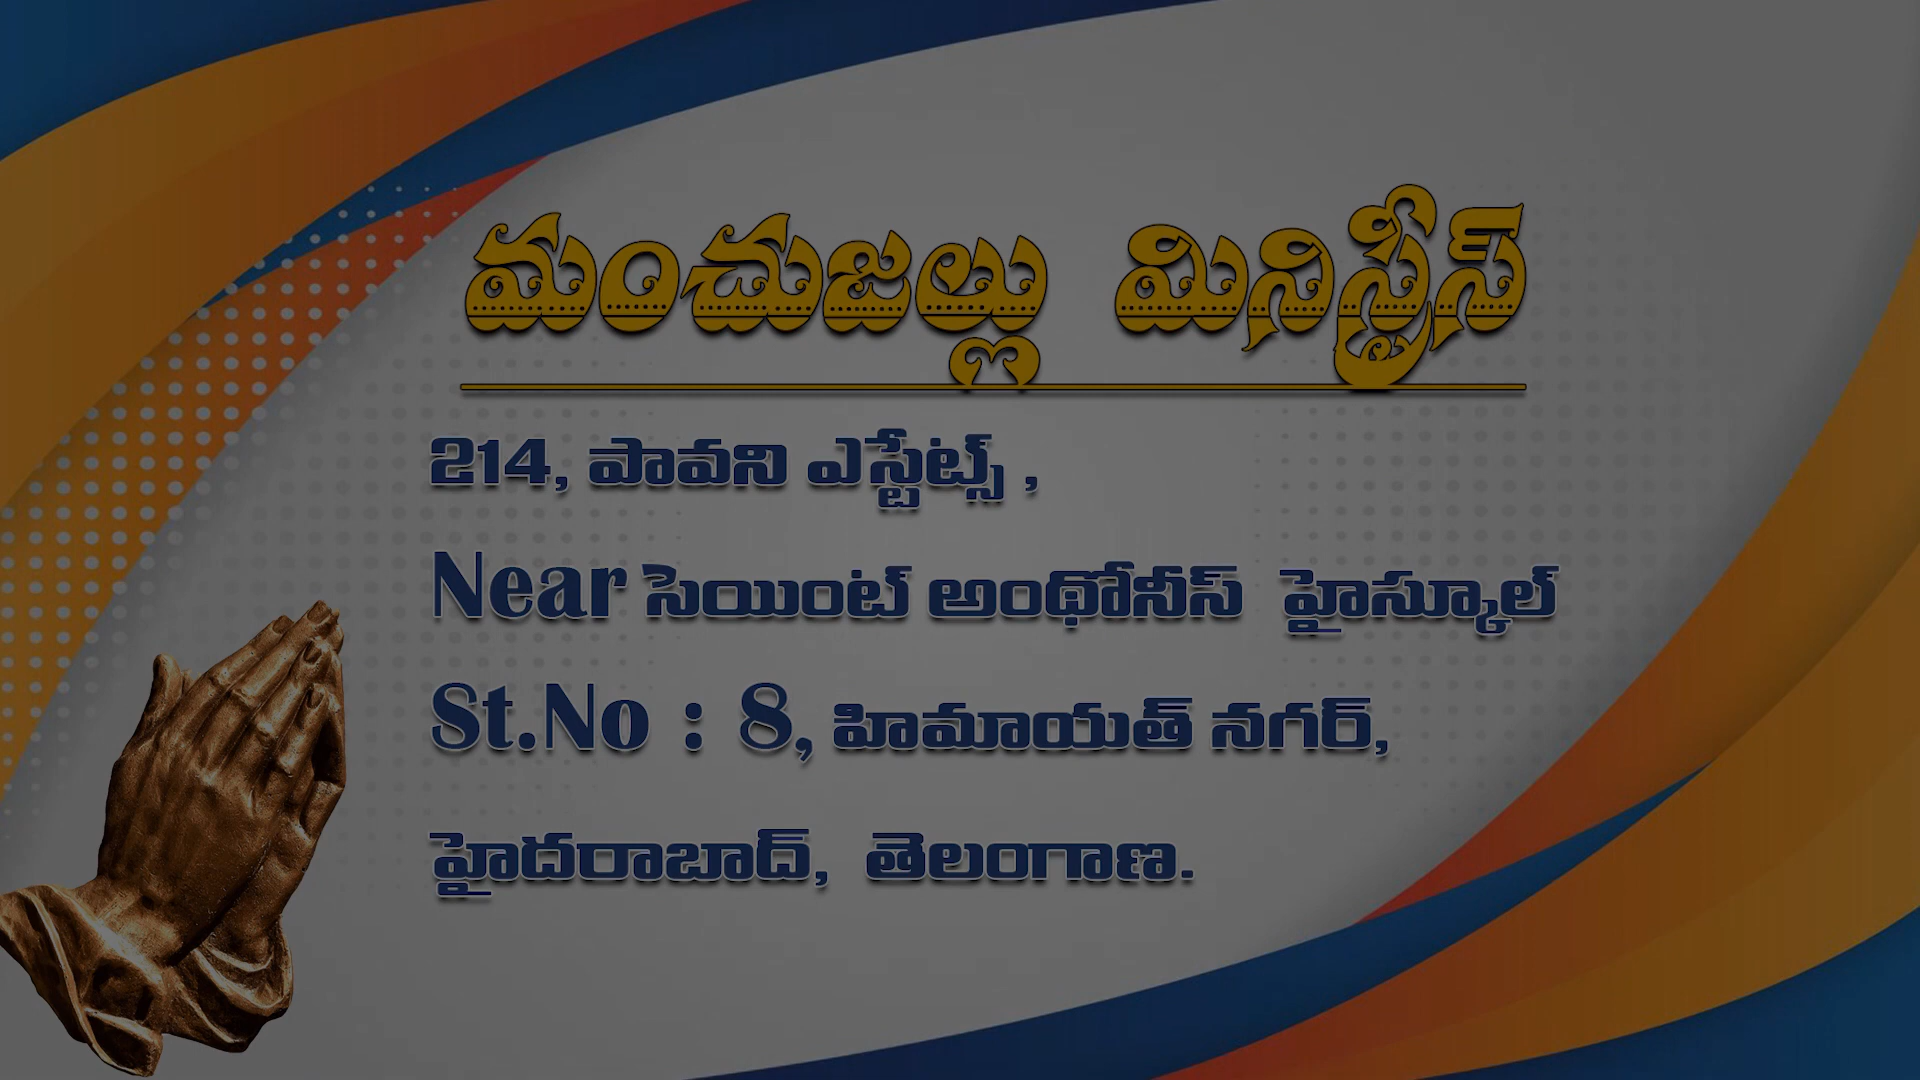 మంచుజల్లు మినిస్త్రీస్
214, పావని ఎస్టేట్స్ ,
Near సెయింట్ అంథోనీస్ హైస్కూల్
St.No : 8, హిమాయత్ నగర్,
హైదరాబాద్, తెలంగాణ.